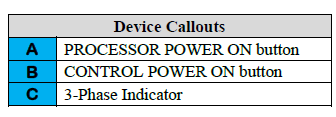 Device Callouts
A PROCESSOR POWER ON button
B CONTROL POWER ON button
C 3-Phase Indicator